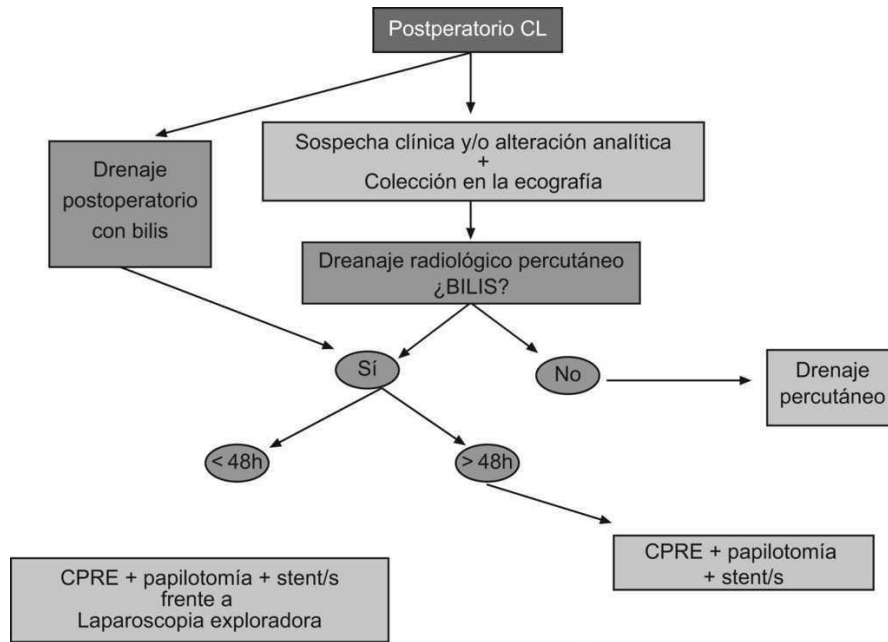 Postperatorio CL
Sospecha clínica y/o alteración analítica
+
Colección en la ecografía
Drenaje
postoperatorio
con bilis
Dreanaje radiológico percutáneo
¿BILIS?
Sí
No
Drenaje
percutáneo
< 48h
> 48h
CPRE + papilotomía
+ stent/s
CPRE + papilotomía + stent/s
frente a
Laparoscopia exploradora